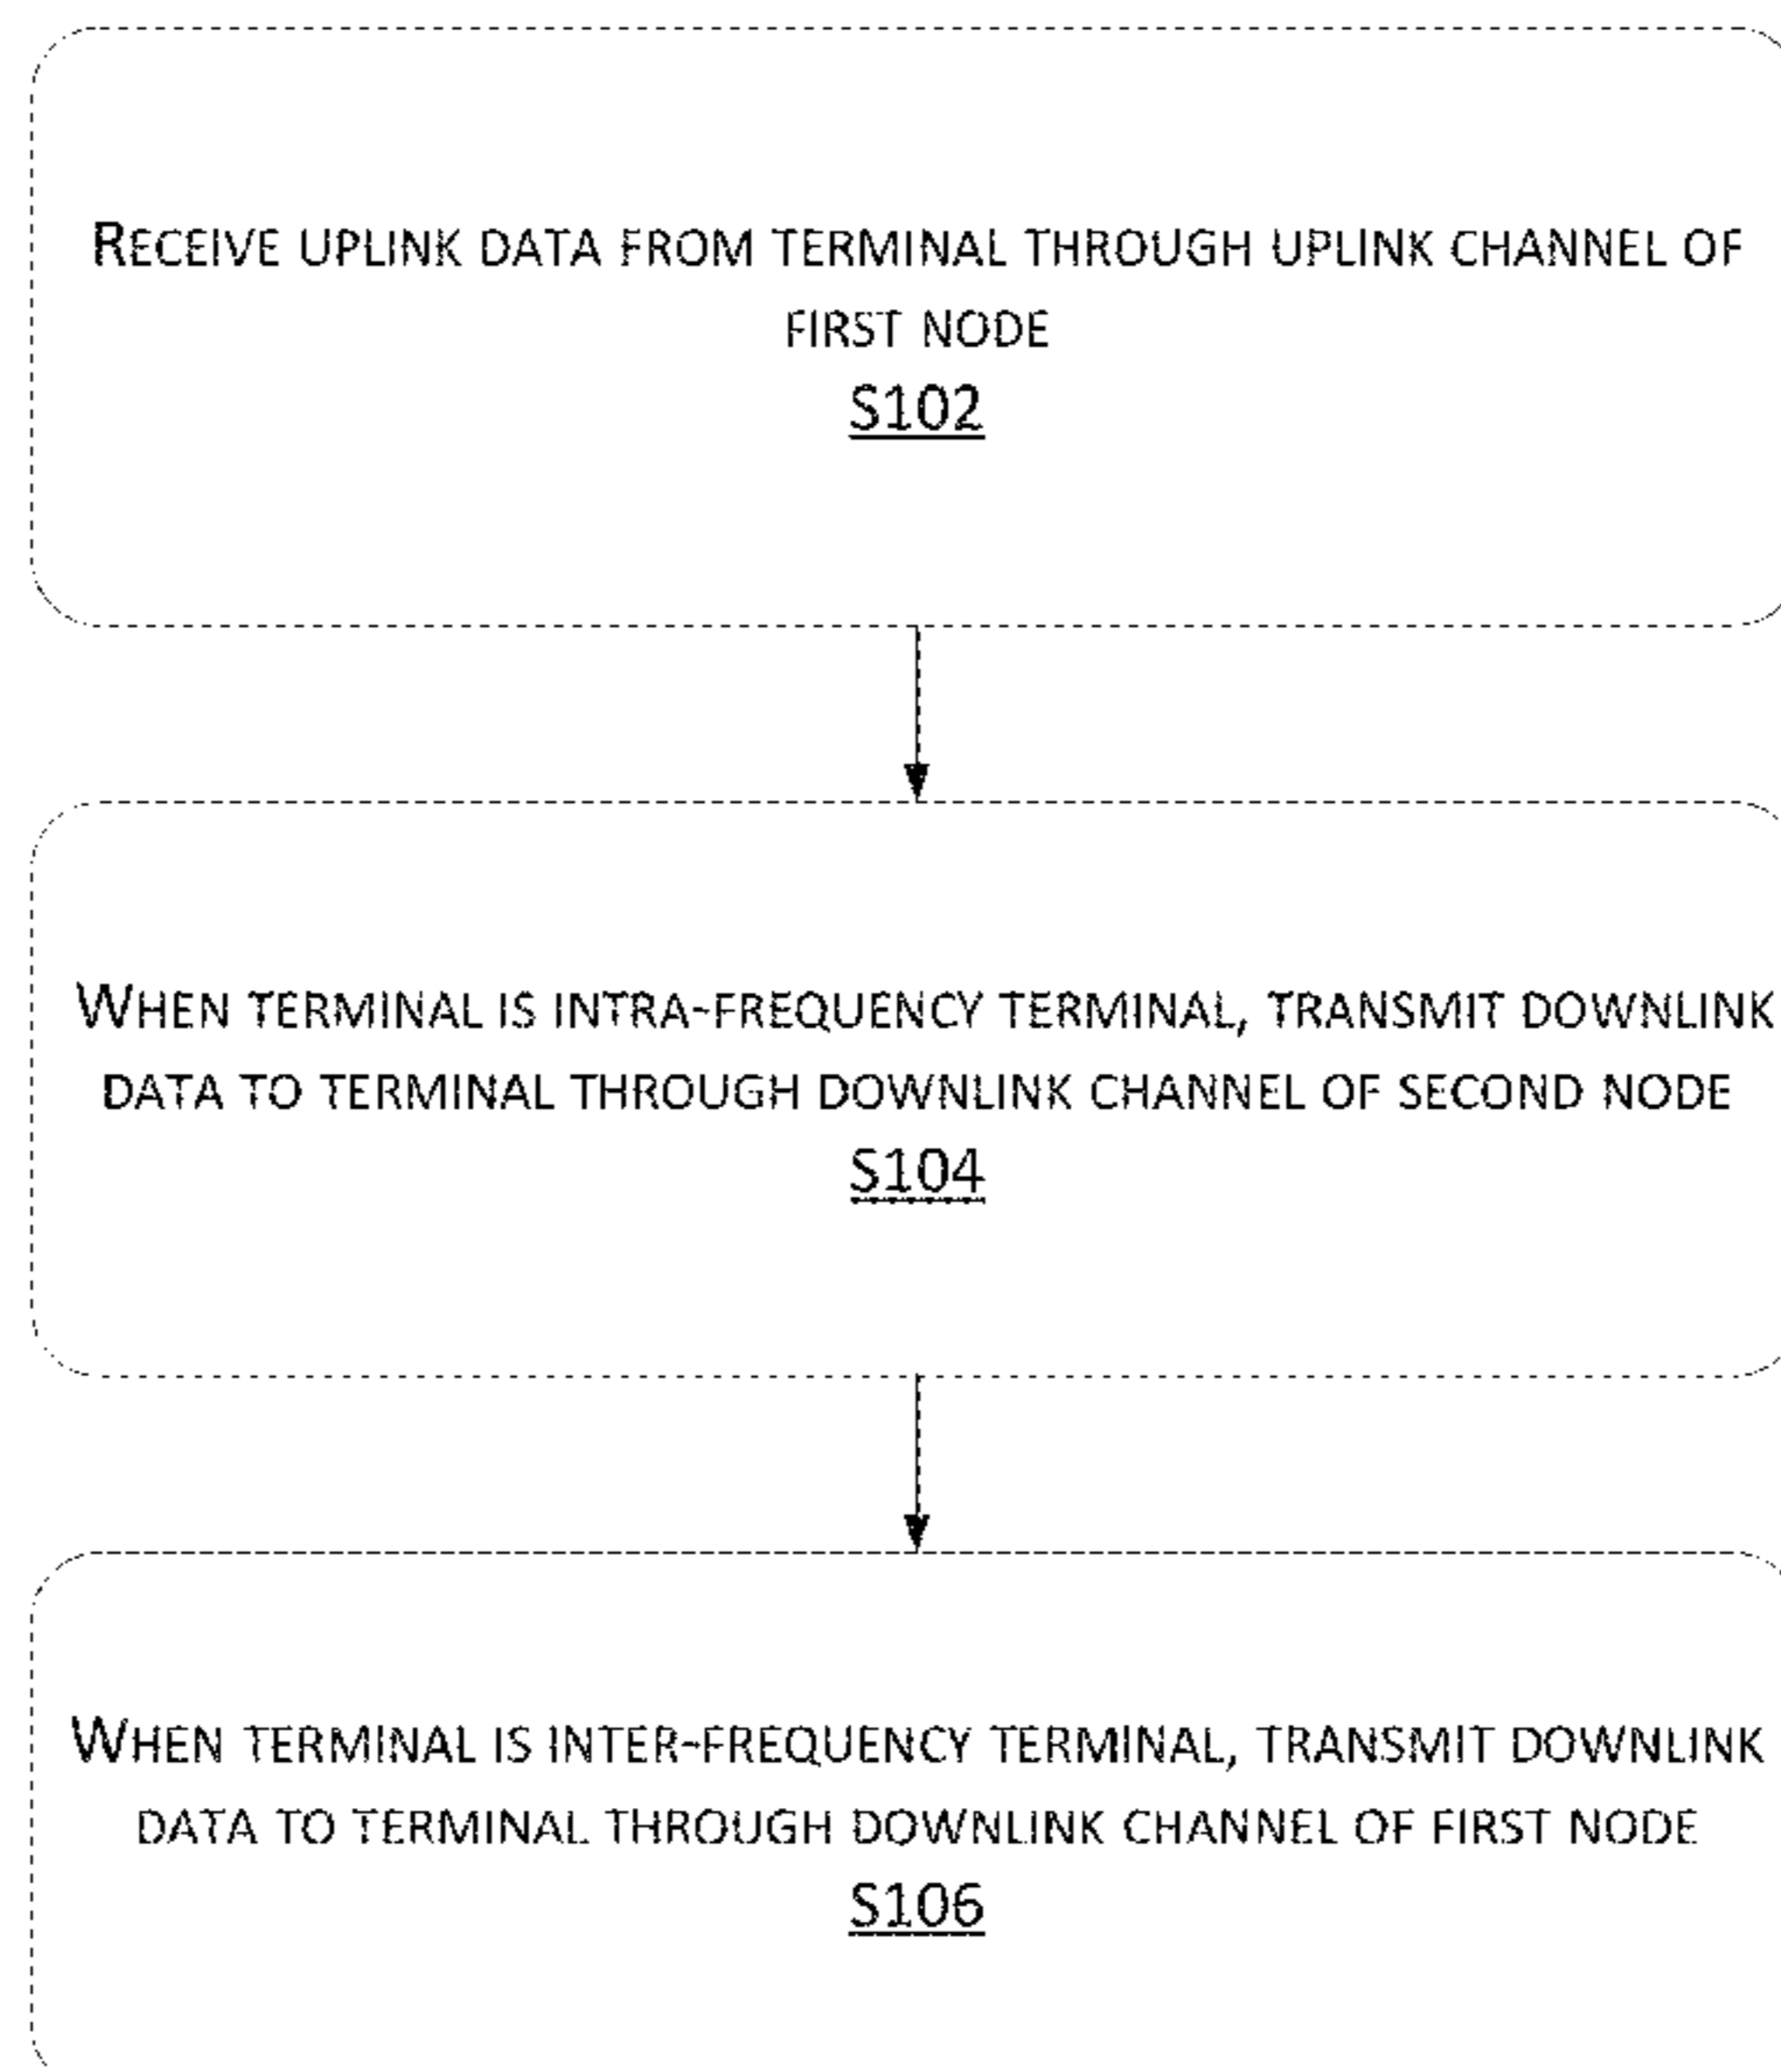 RECEIVE UPLINK DATA FROM TERMINAL THROUGH UPLINK CHANNEL OF
FIRST NODE
S102
WHEN TERMINAL IS INTRA-FREQUENCY TERMINAL, TRANSMIT DOWNLINK
DATA TO TERMINAL THROUGH DOWNLINK CHANNEL OF SECOND NODE
S104
WHEN TERMINAL IS INTER-FREQUENCY TERMINAL, TRANSMIT DOWNLINK
DATA TO TERMINAL THROUGH DOWNLINK CHANNEL OF FIRST NODE
S106